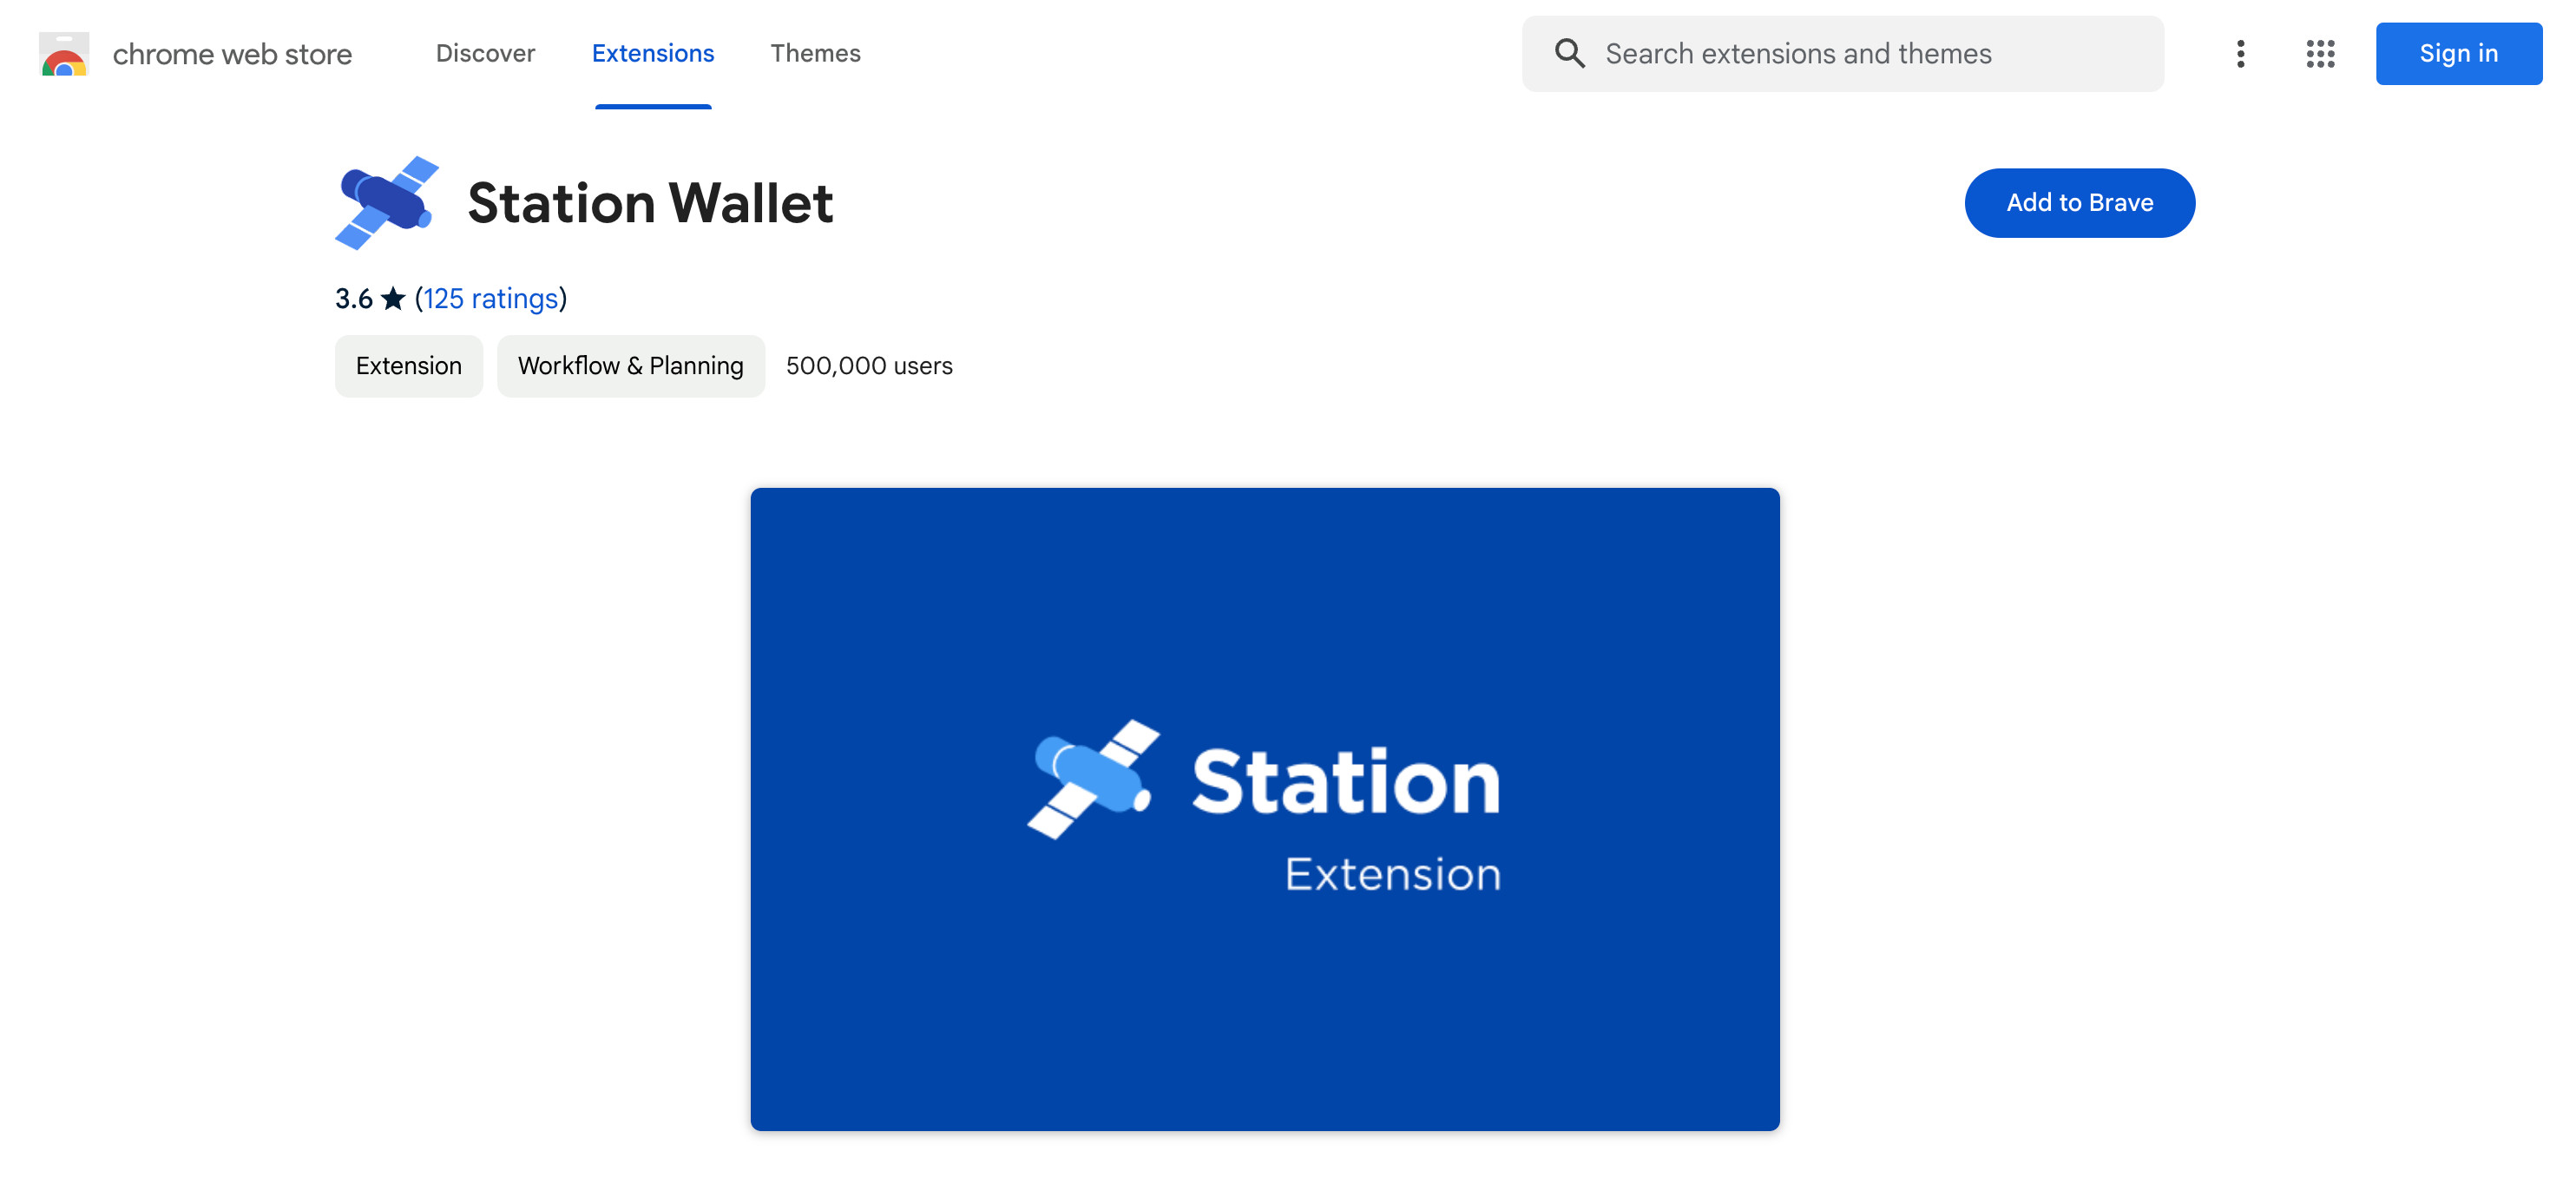 chrome web store Discover Extensions Themes Search extensions and themes Sign in
Station Wallet Add to Brave
3.6 ★ (125 ratings)
Extension Workflow & Planning 500,000 users
Station
Extension